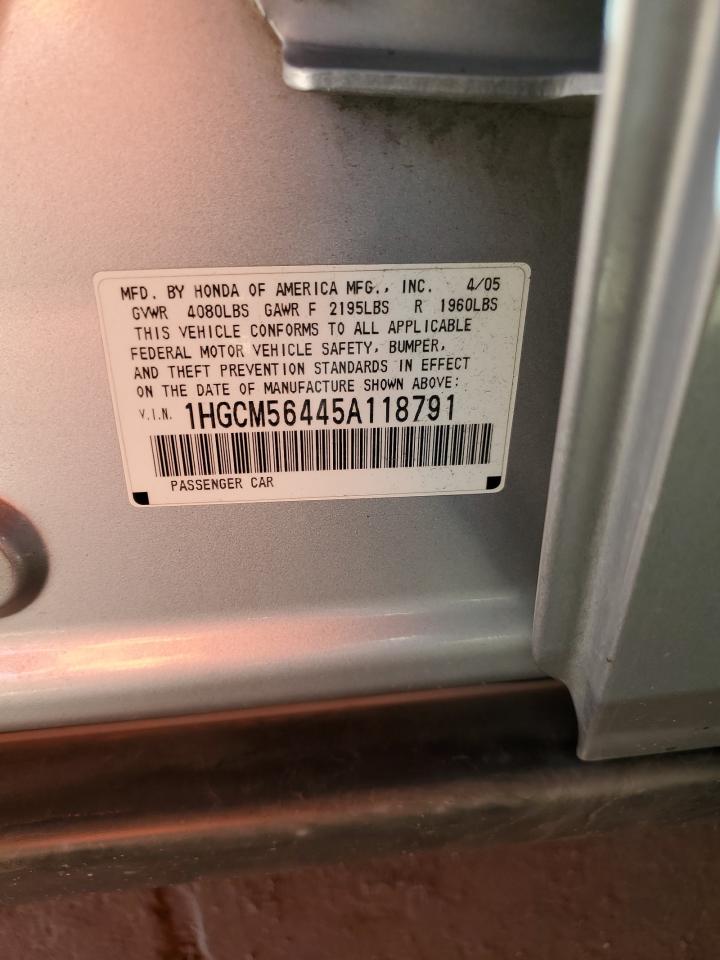 MFD. BY HONDA OF AMERICA MFG., INC. 4/05
GVWR 4080LBS GAWR F 2195LBS R 1960LBS
THIS VEHICLE CONFORMS TO ALL APPLICABLE
FEDERAL MOTOR VEHICLE SAFETY, BUMPER,
AND THEFT PREVENTION STANDARDS IN EFFECT
ON THE DATE OF MANUFACTURE SHOWN ABOVE:
V.I.N. 1HGCM56445A118791
PASSENGER CAR